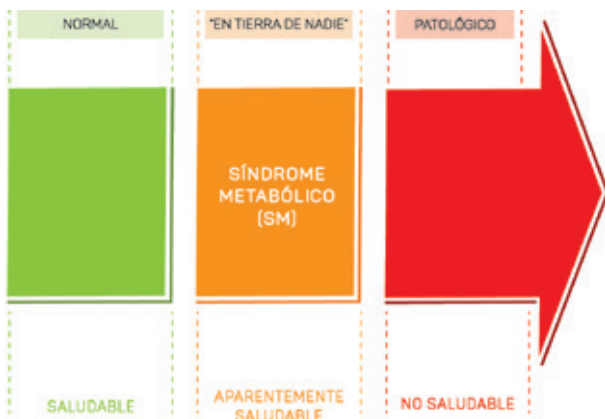 NORMAL
"EN TIERRA DE NADIE"
PATOLÓGICO
SÍNDROME
METABÓLICO
(SM)
SALUDABLE
APARENTEMENTE
SALUDABLE
NO SALUDABLE